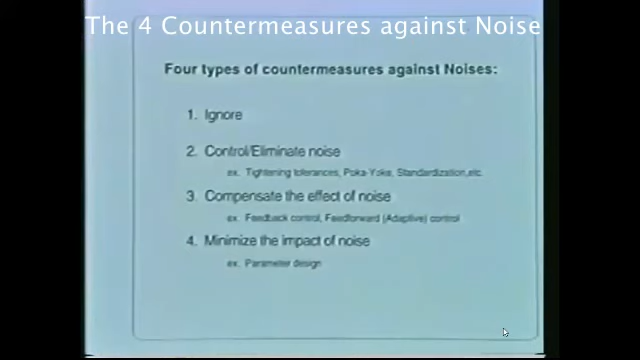 The 4 Countermeasures against Noise
Four types of countermeasures against Noises:
1. Ignore
2. Control/Eliminate noise
ex. Tightening tolerances, Poka-Yoke, Standardization,etc.
3. Compensate the effect of noise
ex. Feedback control, Feedforward (Adaptive) control
4. Minimize the impact of noise
ex. Parameter design